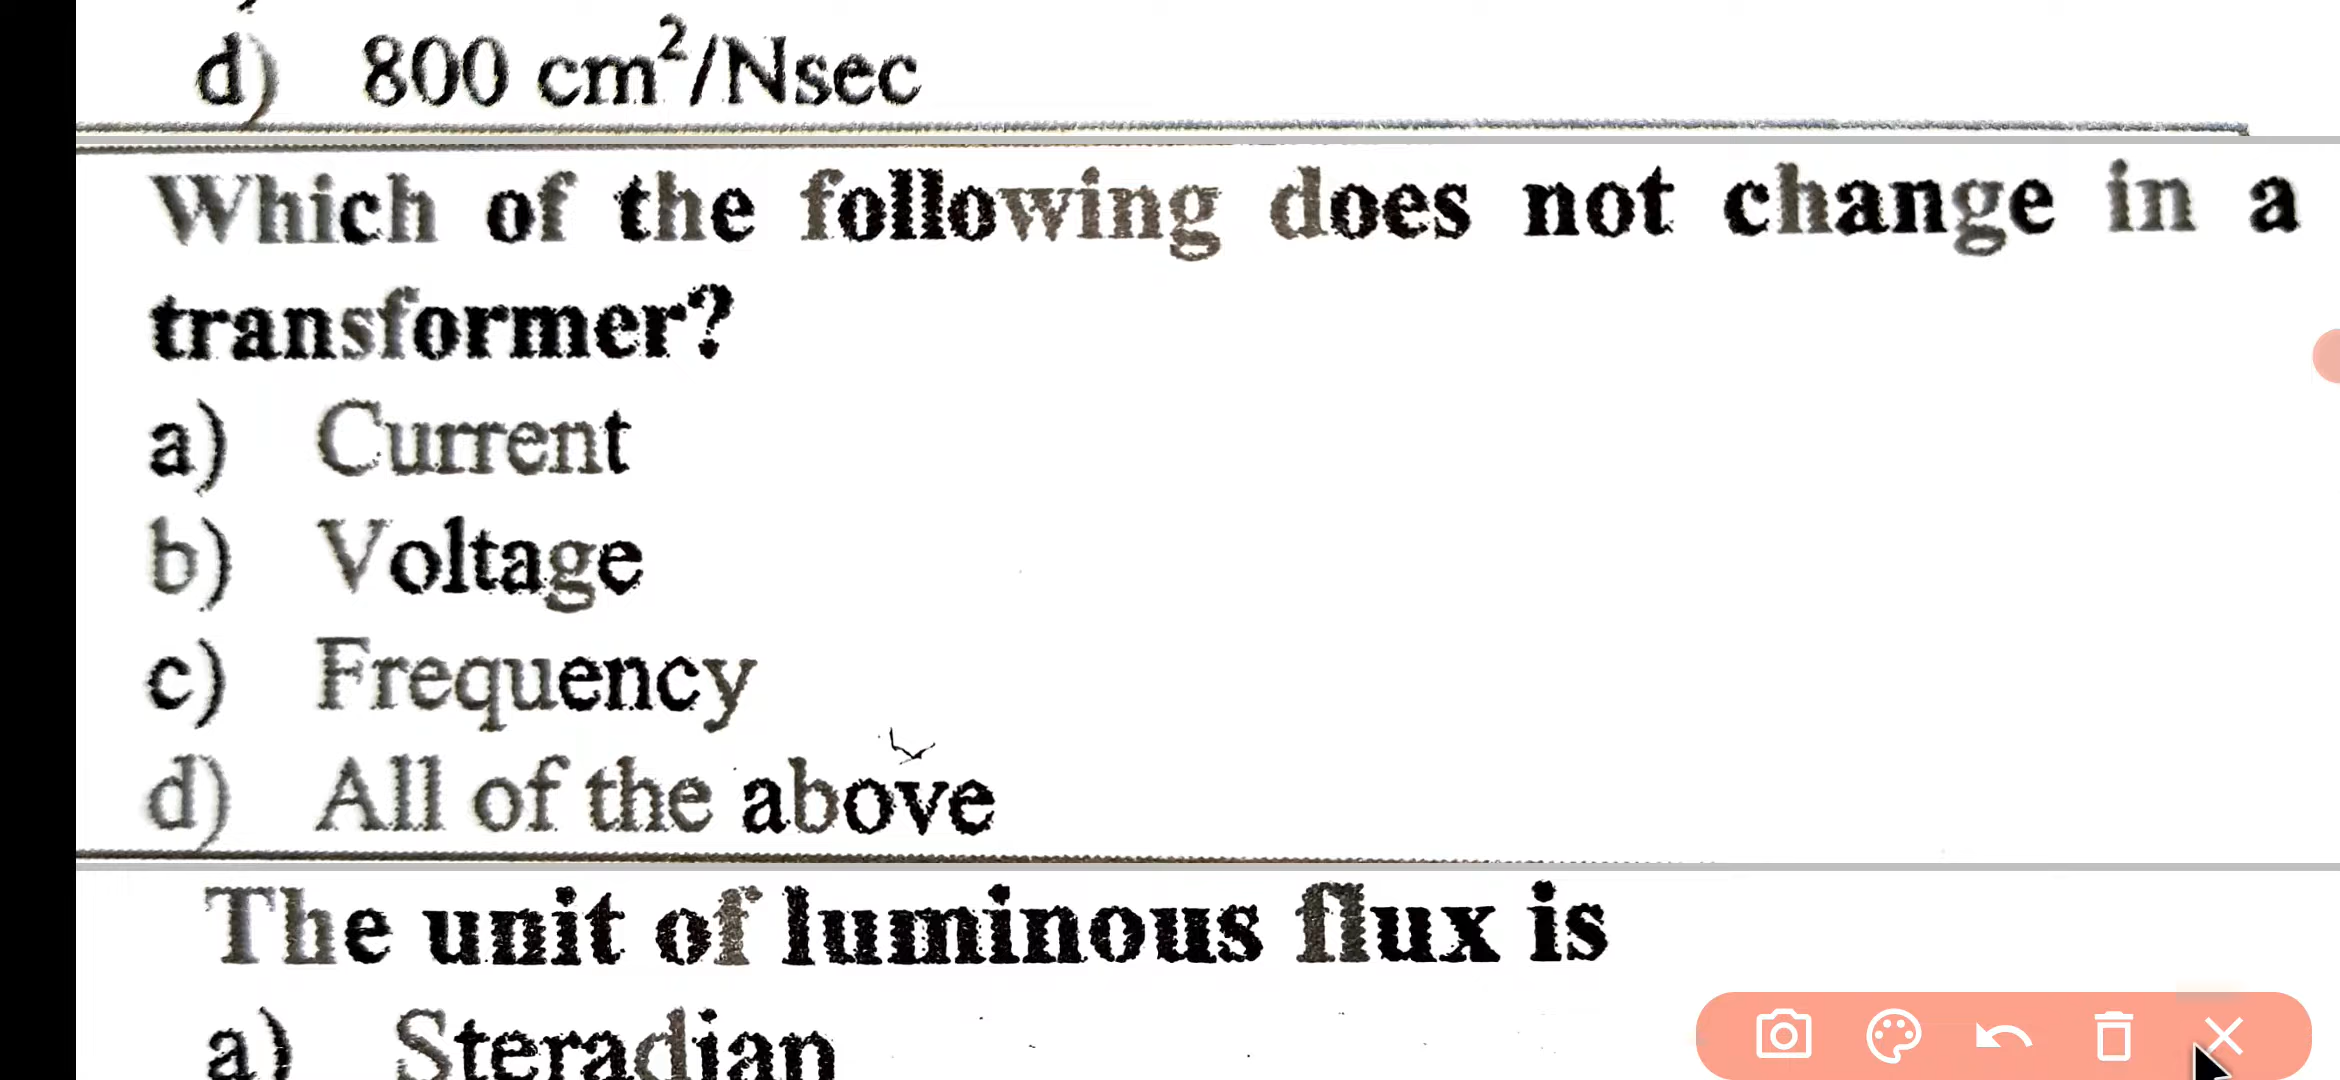 d) 800 cm²/Nsec
Which of the following does not change in a
transformer?
a) Current
b) Voltage
c) Frequency
d) All of the above
The unit of luminous flux is
a) Steradian